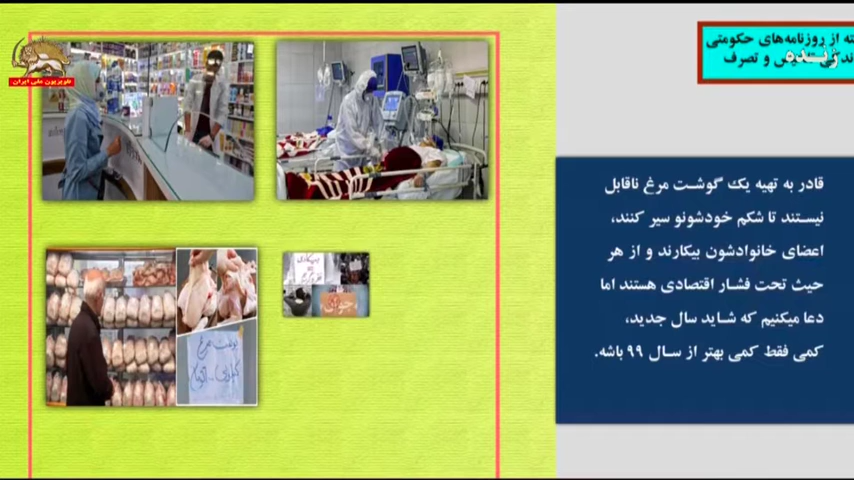 ته از روزنامه‌های حکومتی
زنده
یص و تصرف
قادر به تهیه یک گوشت مرغ ناقابل
نیستند تا شکم خودشونو سیر کنند،
اعضای خانوادشون بیکارند و از هر
حیث تحت فشار اقتصادی هستند اما
دعا میکنیم که شاید سال جدید،
کمی فقط کمی بهتر از سال ۹۹ باشه.
تلویزیون ملی ایران